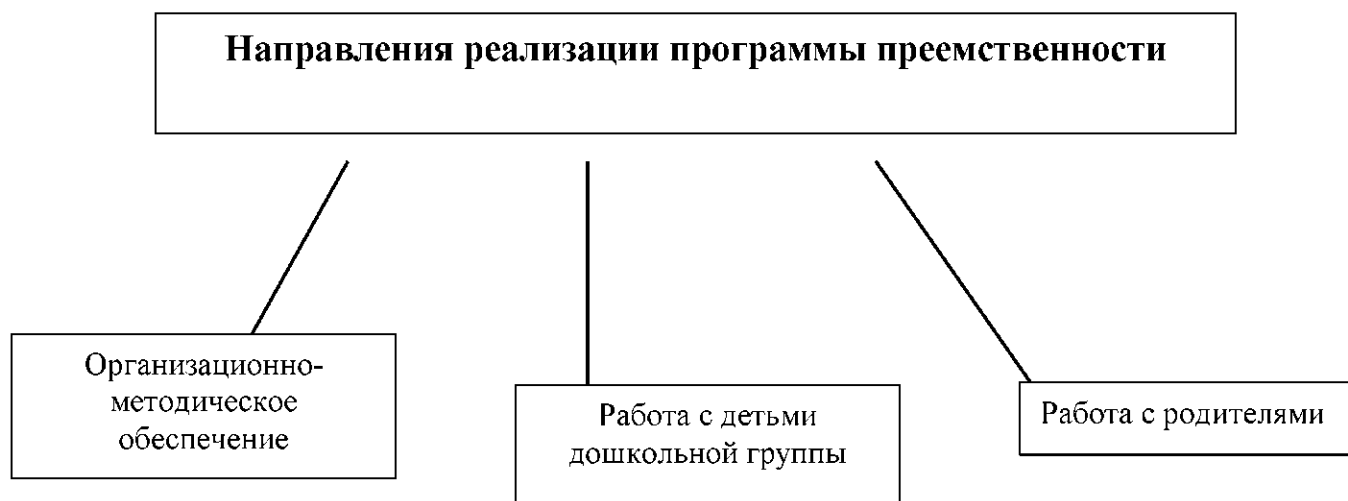 Направления реализации программы преемственности
Организационно-
методическое
обеспечение
Работа с детьми
дошкольной группы
Работа с родителями